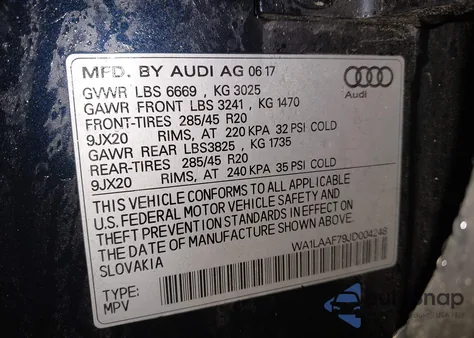 MFD. BY AUDI AG 06 17
GVWR LBS 6669 , KG 3025
GAWR FRONT LBS 3241 , KG 1470
FRONT-TIRES 285/45 R20
9JX20 RIMS, AT 220 KPA 32 PSI COLD
GAWR REAR LBS3825 , KG 1735
REAR-TIRES 285/45 R20
9JX20 RIMS, AT 240 KPA 35 PSI COLD
THIS VEHICLE CONFORMS TO ALL APPLICABLE
U.S. FEDERAL MOTOR VEHICLE SAFETY AND
THEFT PREVENTION STANDARDS IN EFFECT ON
THE DATE OF MANUFACTURE SHOWN ABOVE.
SLOVAKIA
WA1LAAF79JD004248
TYPE:
MPV
Audi